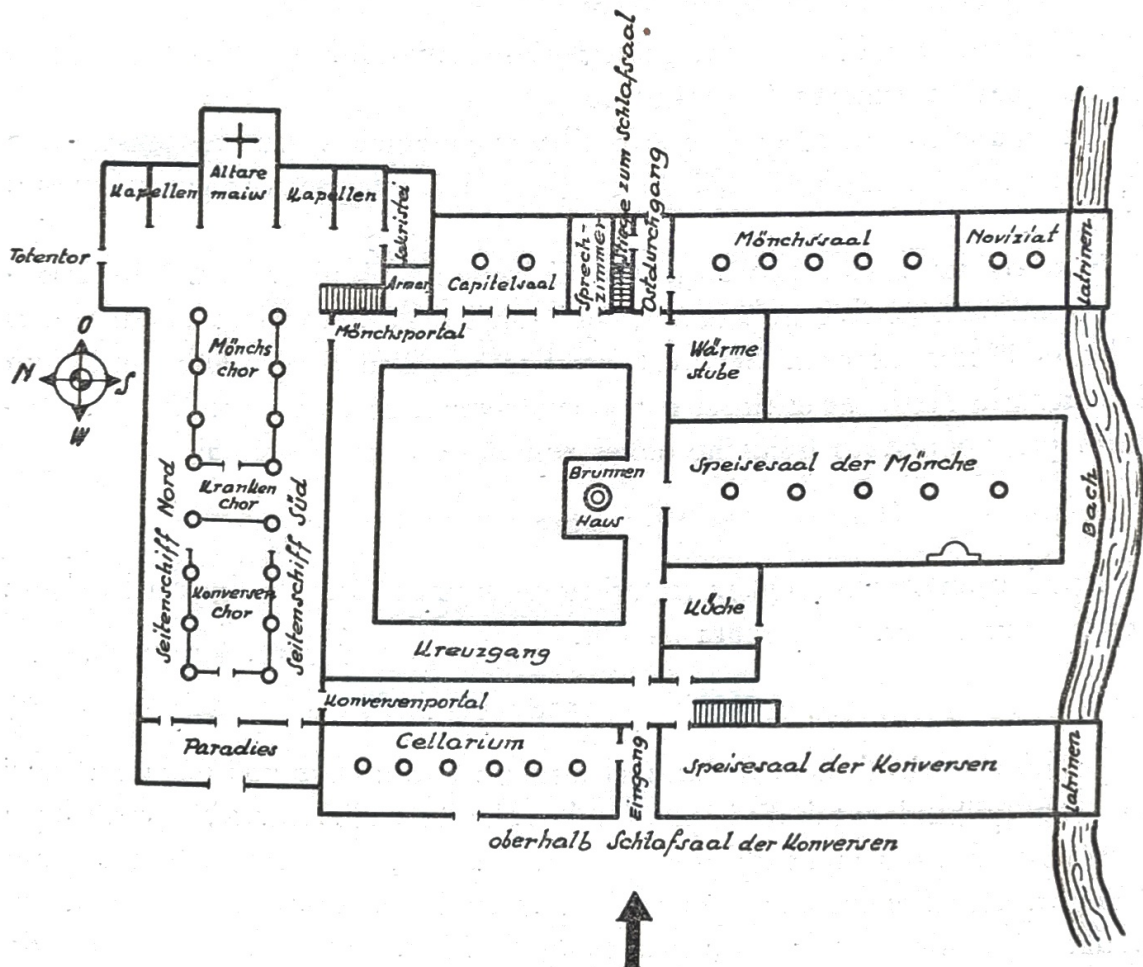 Stiege zum Schlafsaal
Ostdurchgang
Kapellen
Altare
maius
Kapellen
Sakristei
Armar
Totentor
Capitelsaal
Sprech-
zimmer
Mönchssaal
Noviziat
Latrinen
Mönchsportal
O
N
S
W
Mönchs
chor
Wärme
stube
Kranken
chor
Seitenschiff Nord
Seitenschiff Süd
Konversen
chor
Brunnen
Haus
Speisesaal der Mönche
Bach
Küche
Kreuzgang
Konversenportal
Paradies
Cellarium
Eingang
Speisesaal der Konversen
Latrinen
oberhalb Schlafsaal der Konversen